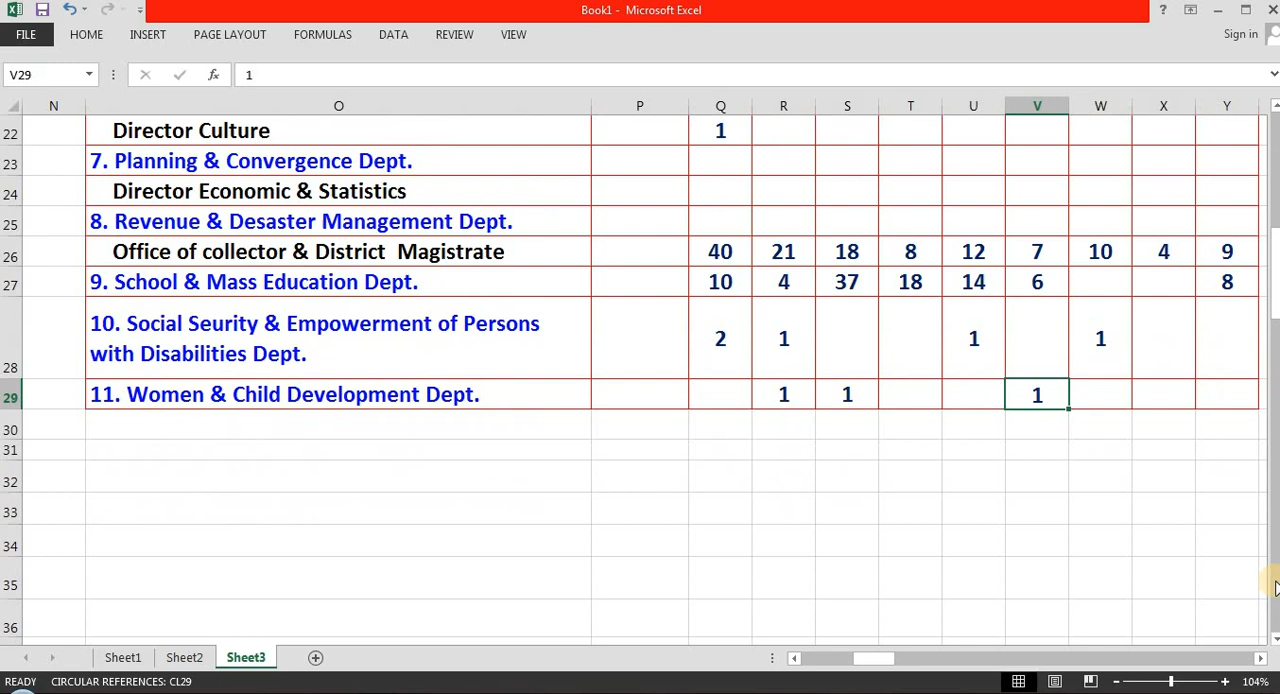 Book1 - Microsoft Excel
?
FILE HOME INSERT PAGE LAYOUT FORMULAS DATA REVIEW VIEW Sign in
V29 fx 1
N O P Q R S T U V W X Y
22 Director Culture 1
23 7. Planning & Convergence Dept.
24 Director Economic & Statistics
25 8. Revenue & Desaster Management Dept.
26 Office of collector & District Magistrate 40 21 18 8 12 7 10 4 9
27 9. School & Mass Education Dept. 10 4 37 18 14 6 8
10. Social Seurity & Empowerment of Persons
with Disabilities Dept. 2 1 1 1
28
29 11. Women & Child Development Dept. 1 1 1
30
31
32
33
34
35
36
Sheet1 Sheet2 Sheet3
READY CIRCULAR REFERENCES: CL29 104%